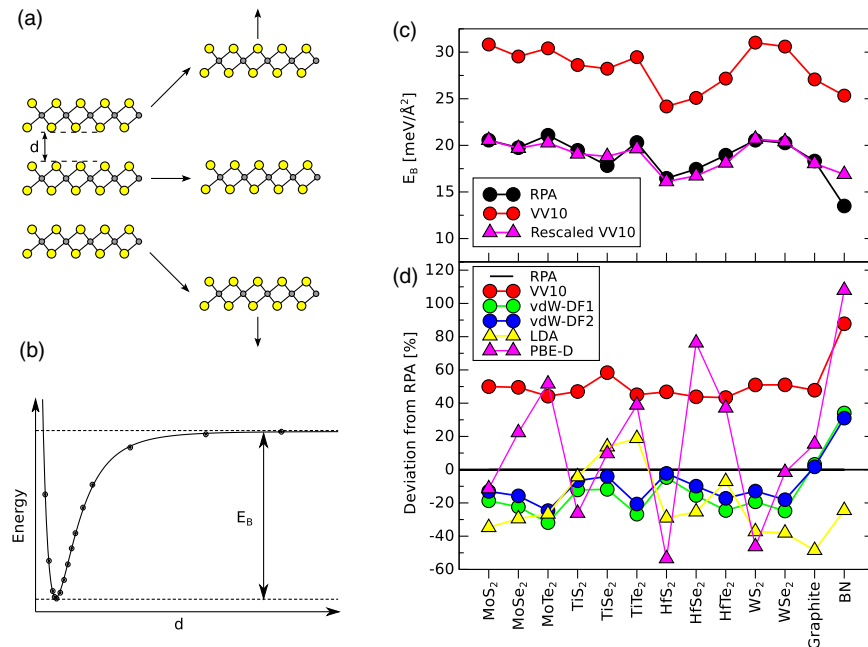 (a)
d
(b)
Energy
E_B
d
(c)
E_B [meV/Å²]
30
25
20
15
10
RPA
VV10
Rescaled VV10
(d)
Deviation from RPA [%]
120
100
80
60
40
20
0
-20
-40
-60
RPA
VV10
vdW-DF1
vdW-DF2
LDA
PBE-D
MoS₂
MoSe₂
MoTe₂
TiS₂
TiSe₂
TiTe₂
HfS₂
HfSe₂
HfTe₂
WS₂
WSe₂
Graphite
BN